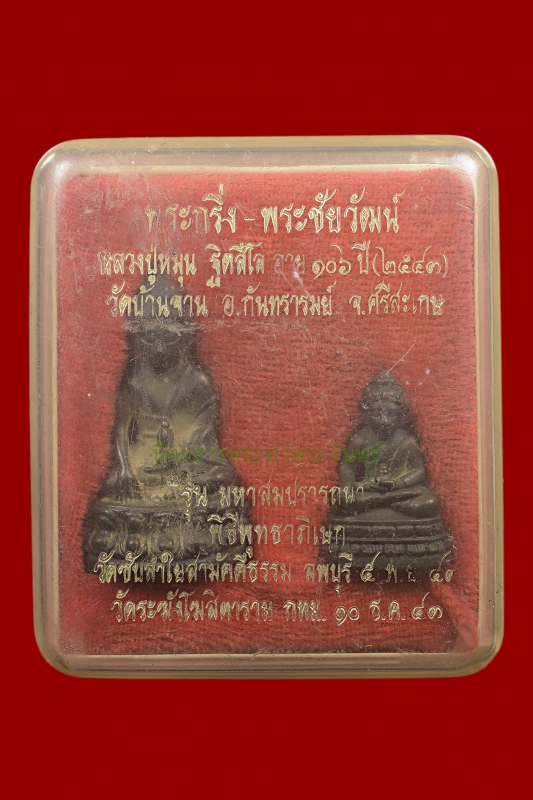 พระกริ่ง - พระชัยวัฒน์
หลวงปู่หมุน ฐิตสีโล อายุ ๑๐๖ ปี (๒๕๔๓)
วัดบ้านจาน อ.กันทรารมย์ จ.ศรีสะเกษ
รุ่น มหาสมปรารถนา
พิธีพุทธาภิเษก
วัดซับลำใยสามัคคีธรรม ลพบุรี ๕ พ.ย.
วัดระฆังโฆสิตาราม กทม. ๑๐ ธ.ค. ๔๓